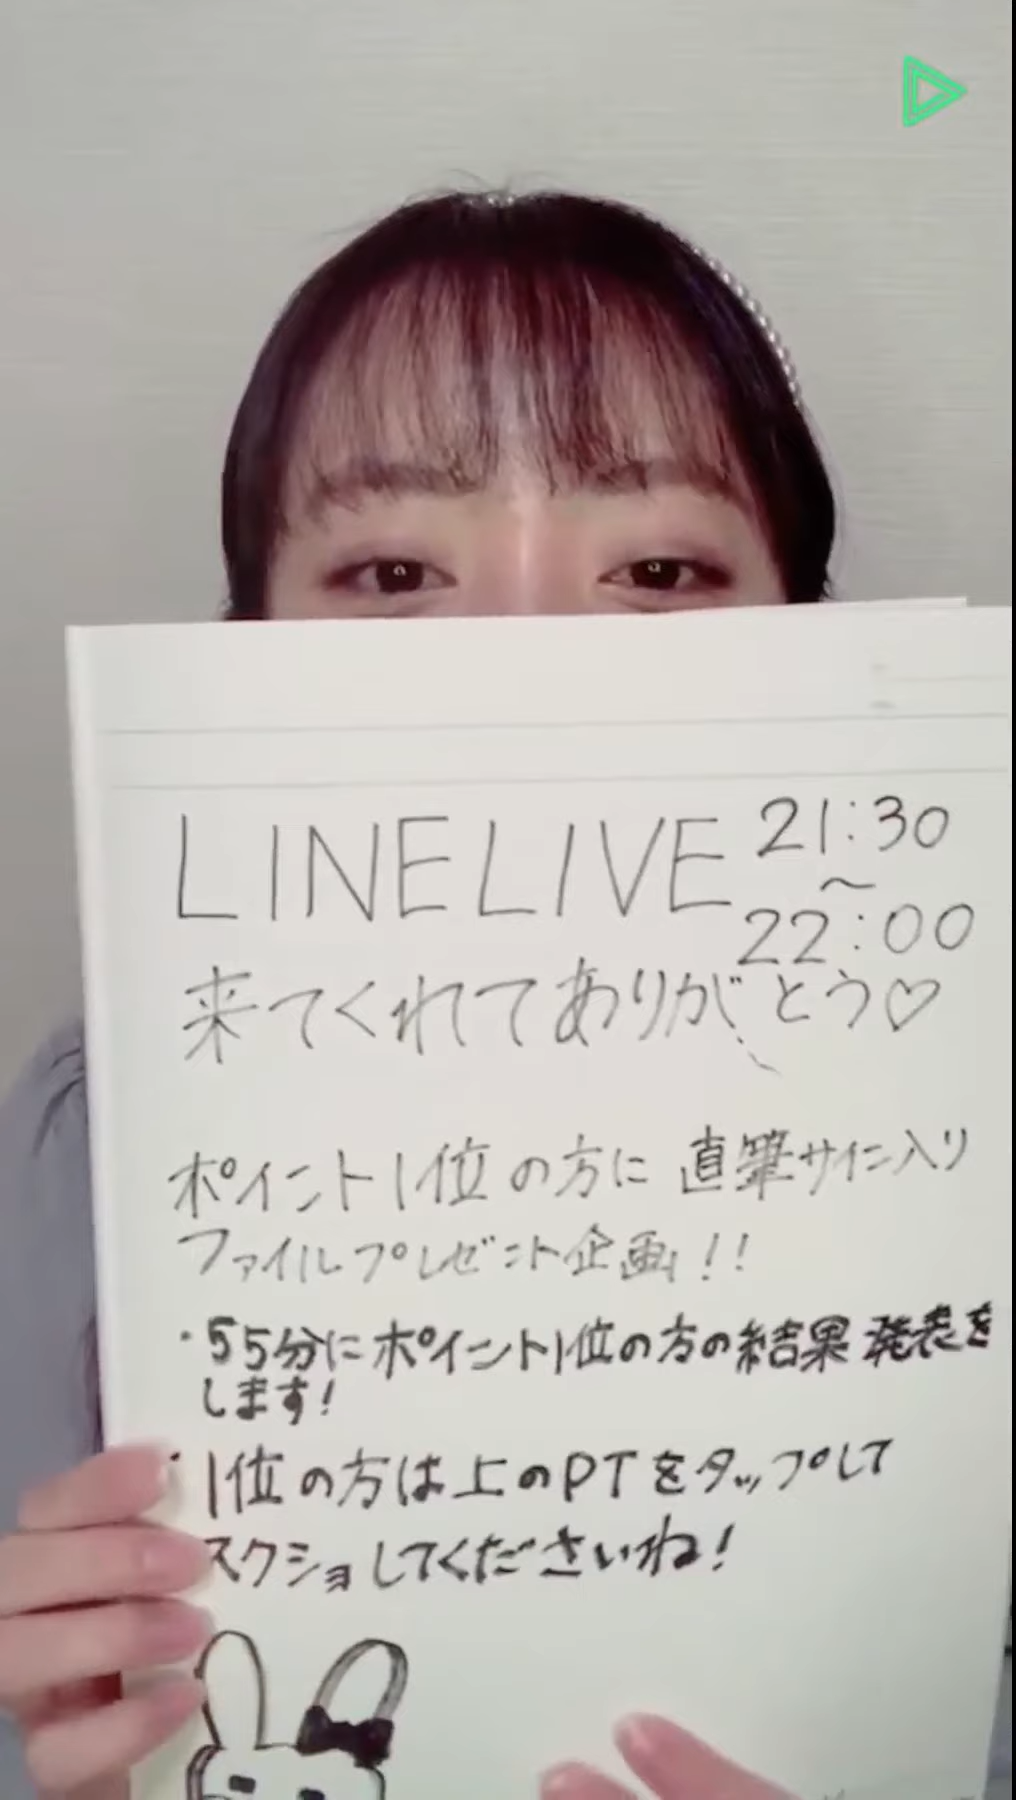 LINELIVE 21:30
〜
22:00
来てくれてありがとう♡
ポイント1位の方に直筆サイン入り
ファイルプレゼント企画!!
・55分にポイント1位の方の結果発表を
します!
・1位の方は上のPTをタップして
スクショしてくださいね!